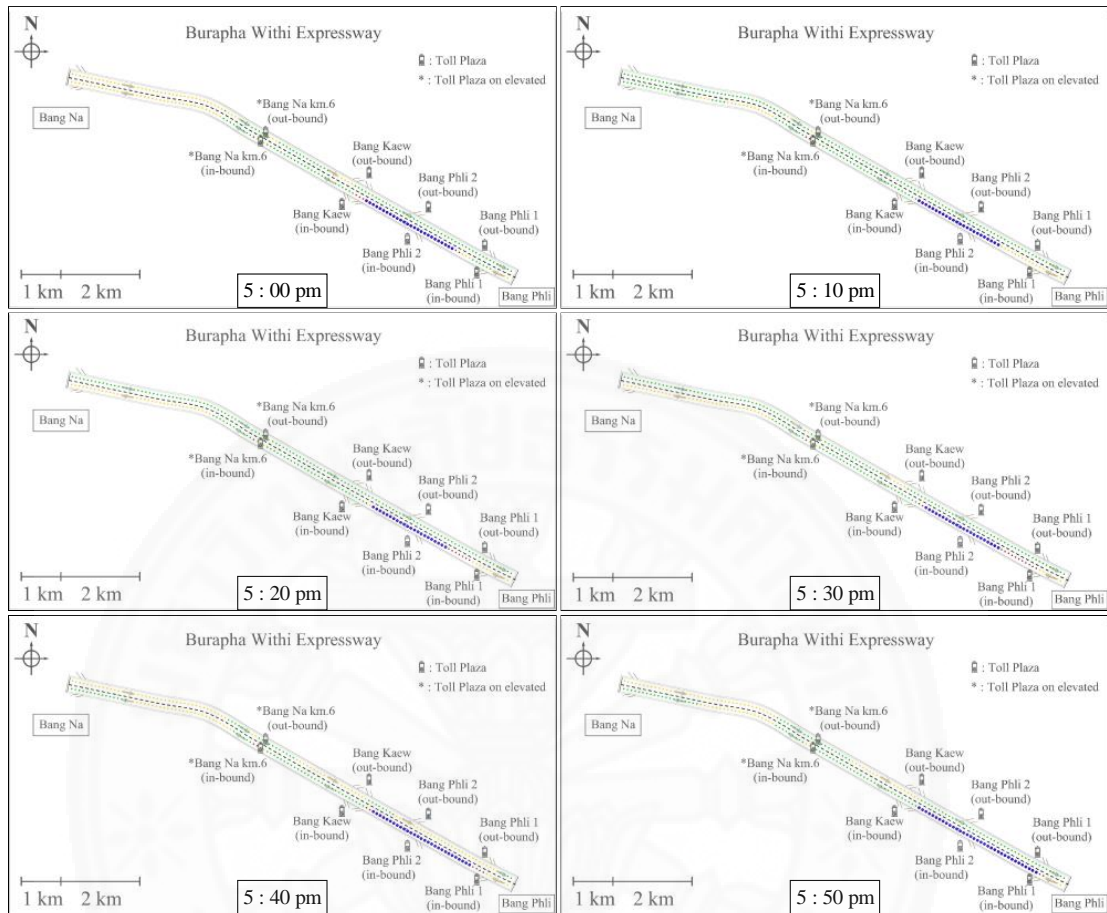 Burapha Withi Expressway
N
: Toll Plaza
* : Toll Plaza on elevated
Bang Na
*Bang Na km.6
(out-bound)
*Bang Na km.6
(in-bound)
Bang Kaew
(out-bound)
Bang Phli 2
(out-bound)
Bang Kaew
(in-bound)
Bang Phli 1
(out-bound)
Bang Phli 2
(in-bound)
Bang Phli 1
(in-bound)
1 km 2 km
5 : 00 pm
Bang Phli
Burapha Withi Expressway
N
: Toll Plaza
* : Toll Plaza on elevated
Bang Na
*Bang Na km.6
(out-bound)
*Bang Na km.6
(in-bound)
Bang Kaew
(out-bound)
Bang Phli 2
(out-bound)
Bang Kaew
(in-bound)
Bang Phli 1
(out-bound)
Bang Phli 2
(in-bound)
Bang Phli 1
(in-bound)
1 km 2 km
5 : 10 pm
Bang Phli
Burapha Withi Expressway
N
: Toll Plaza
* : Toll Plaza on elevated
Bang Na
*Bang Na km.6
(out-bound)
*Bang Na km.6
(in-bound)
Bang Kaew
(out-bound)
Bang Phli 2
(out-bound)
Bang Kaew
(in-bound)
Bang Phli 1
(out-bound)
Bang Phli 2
(in-bound)
Bang Phli 1
(in-bound)
1 km 2 km
5 : 20 pm
Bang Phli
Burapha Withi Expressway
N
: Toll Plaza
* : Toll Plaza on elevated
Bang Na
*Bang Na km.6
(out-bound)
*Bang Na km.6
(in-bound)
Bang Kaew
(out-bound)
Bang Phli 2
(out-bound)
Bang Kaew
(in-bound)
Bang Phli 1
(out-bound)
Bang Phli 2
(in-bound)
Bang Phli 1
(in-bound)
1 km 2 km
5 : 30 pm
Bang Phli
Burapha Withi Expressway
N
: Toll Plaza
* : Toll Plaza on elevated
Bang Na
*Bang Na km.6
(out-bound)
*Bang Na km.6
(in-bound)
Bang Kaew
(out-bound)
Bang Phli 2
(out-bound)
Bang Kaew
(in-bound)
Bang Phli 1
(out-bound)
Bang Phli 2
(in-bound)
Bang Phli 1
(in-bound)
1 km 2 km
5 : 40 pm
Bang Phli
Burapha Withi Expressway
N
: Toll Plaza
* : Toll Plaza on elevated
Bang Na
*Bang Na km.6
(out-bound)
*Bang Na km.6
(in-bound)
Bang Kaew
(out-bound)
Bang Phli 2
(out-bound)
Bang Kaew
(in-bound)
Bang Phli 1
(out-bound)
Bang Phli 2
(in-bound)
Bang Phli 1
(in-bound)
1 km 2 km
5 : 50 pm
Bang Phli